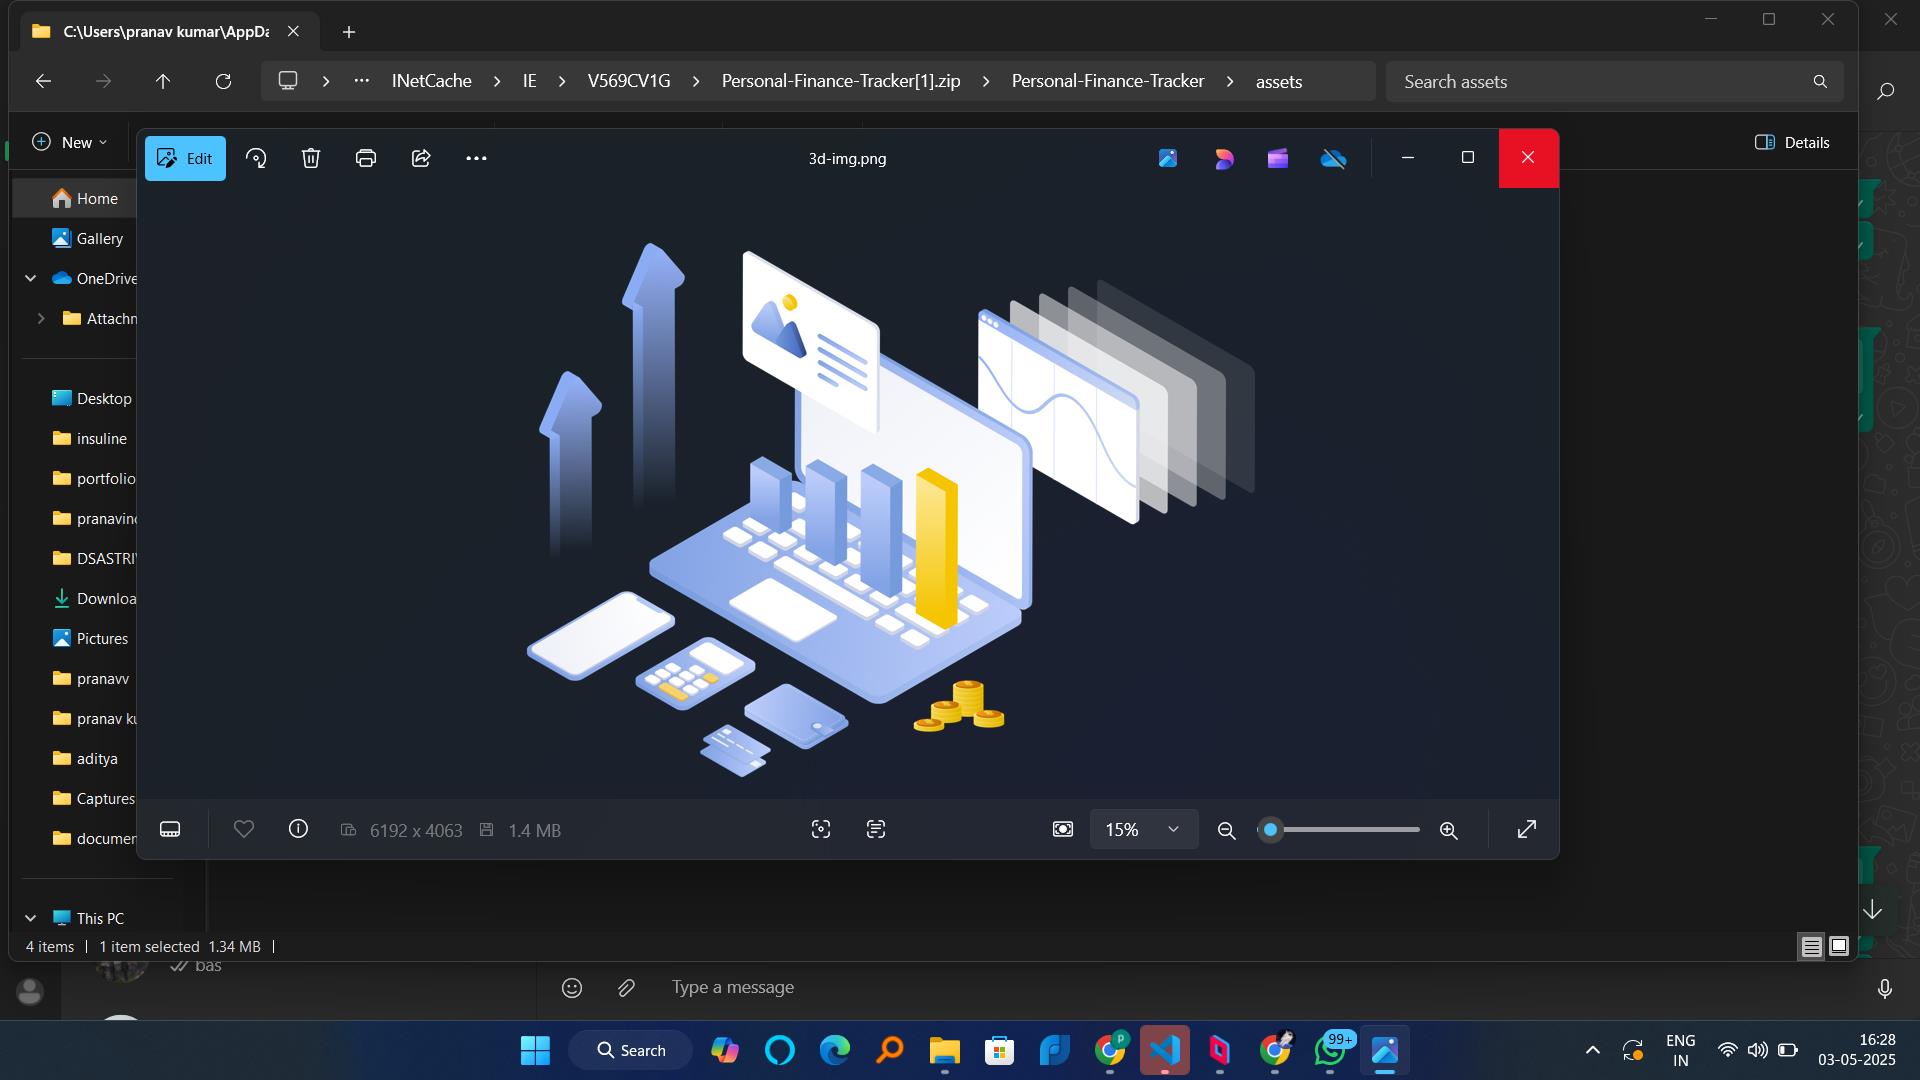 C:\Users\pranav kumar\AppDa
INetCache > IE > V569CV1G > Personal-Finance-Tracker[1].zip > Personal-Finance-Tracker > assets
Search assets
New
Details
Edit
3d-img.png
Home
Gallery
OneDrive
Attachn
Desktop
insuline
portfolio
pranavinc
DSASTRI
Downloa
Pictures
pranavv
pranav ku
aditya
Captures
documen
This PC
6192 x 4063
1.4 MB
15%
4 items
1 item selected 1.34 MB
bas
Type a message
Search
P
99+
ENG
IN
16:28
03-05-2025